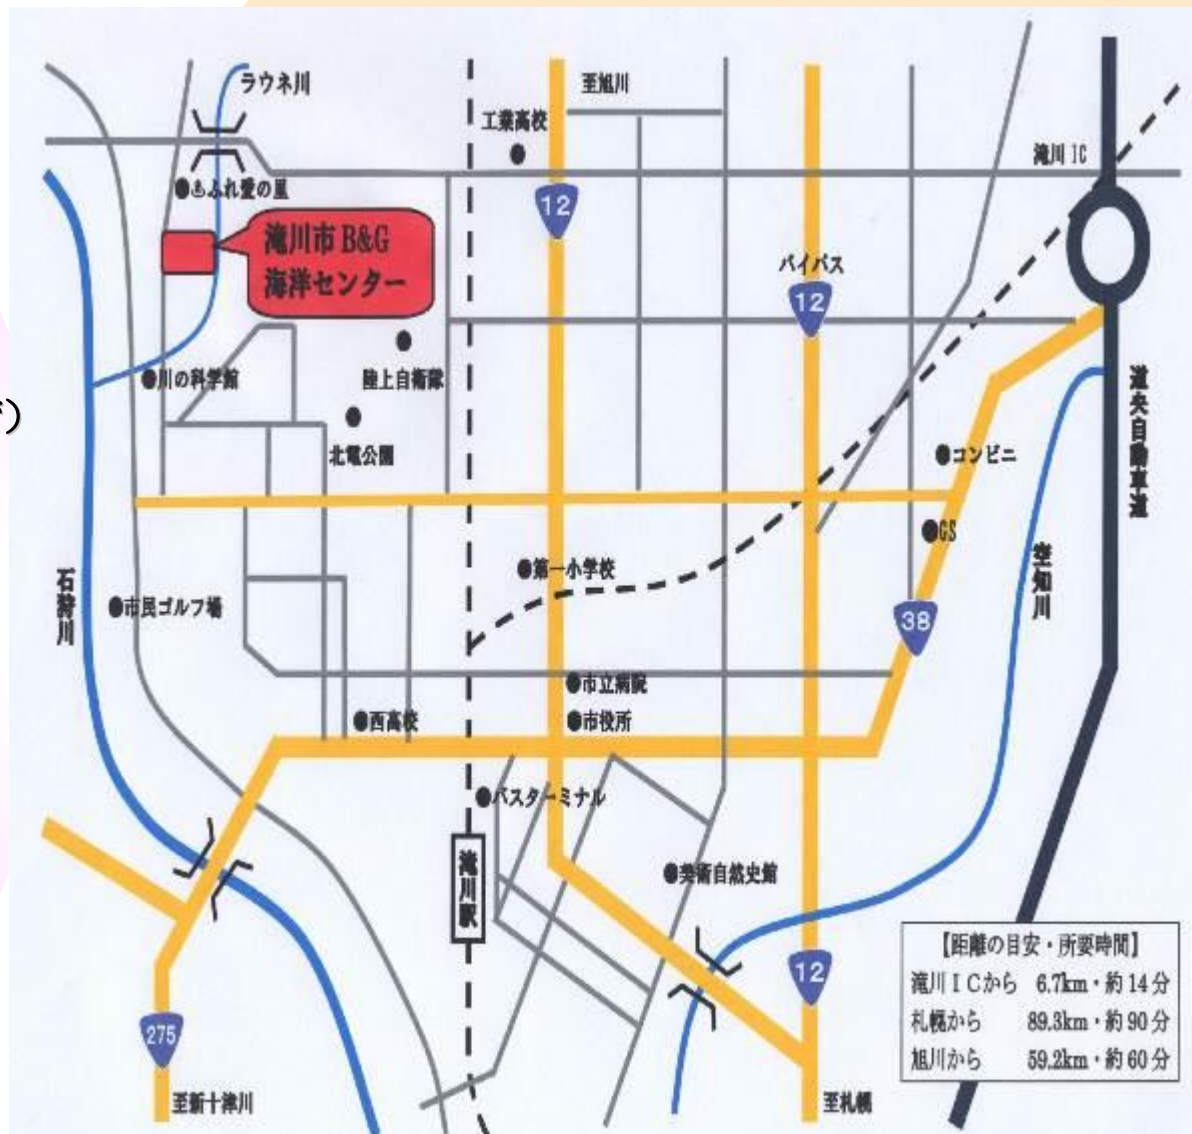 ラウネ川
至旭川
工業高校
滝川 IC
●♨ふれ愛の里
12
滝川市 B&G
海洋センター
バイパス
12
●川の科学館
陸上自衛隊
道央自動車道
）
北電公園
●コンビニ
●GS
空知川
●第一小学校
石狩川
●市民ゴルフ場
38
●市立病院
●西高校
●市役所
●バスターミナル
滝川駅
●美術自然史館
【距離の目安・所要時間】
滝川ＩＣから 6.7km・約14分
札幌から 89.3km・約90分
旭川から 59.2km・約60分
12
275
至新十津川
至札幌